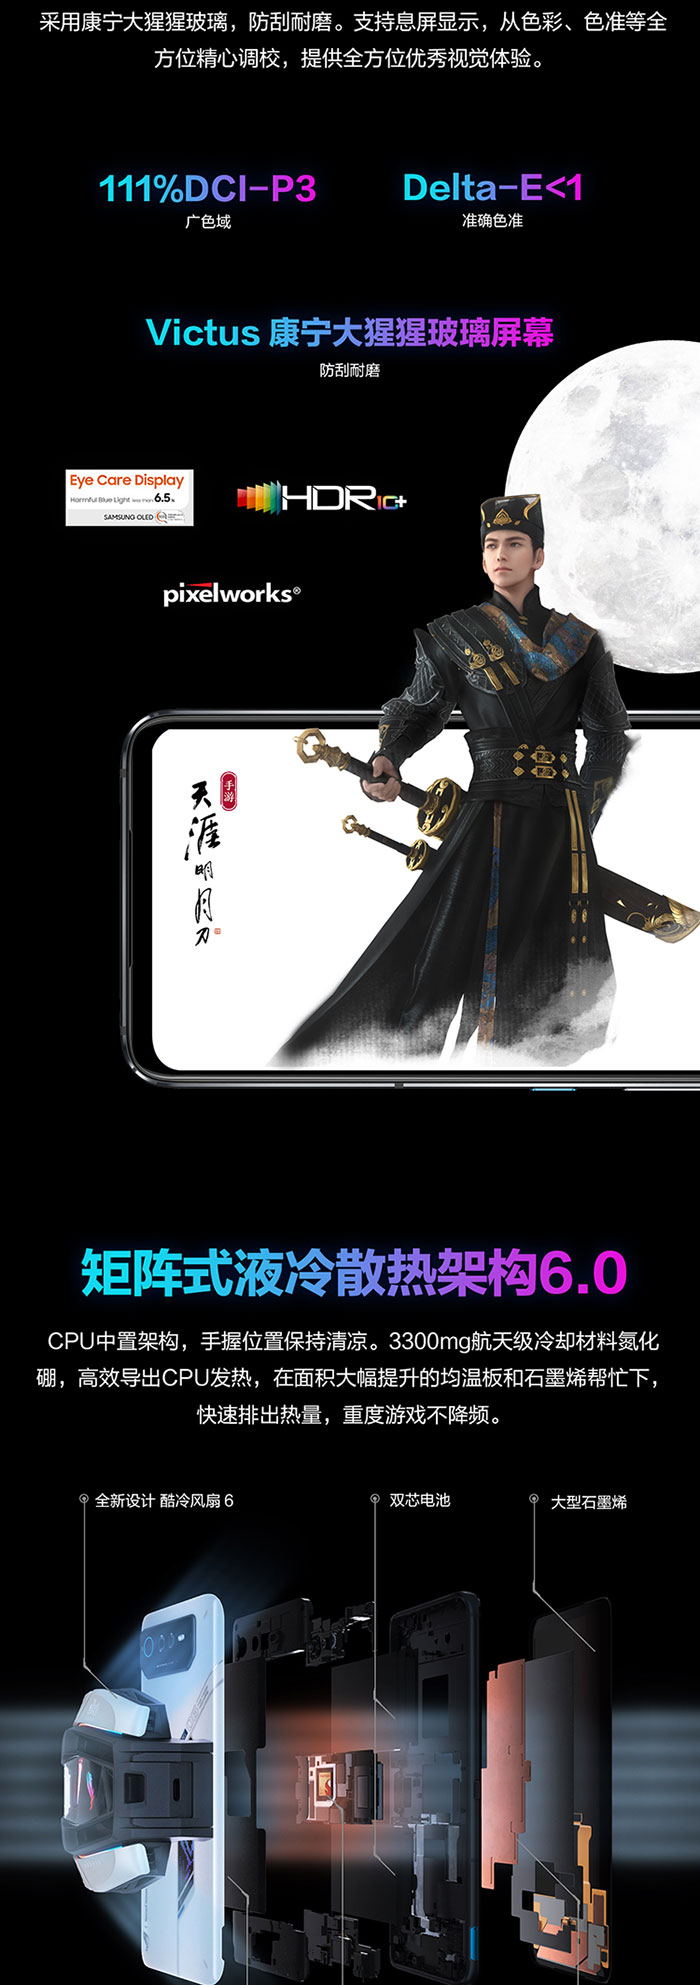 采用康宁大猩猩玻璃，防刮耐磨。支持息屏显示，从色彩、色准等全
方位精心调校，提供全方位优秀视觉体验。
111%DCI-P3
Delta-E<1
广色域
准确色准
Victus 康宁大猩猩玻璃屏幕
防刮耐磨
Eye Care Display
Harmful Blue Light less than 6.5%
SAMSUNG OLED
HDR10+
pixelworks®
手游
天涯明月刀
矩阵式液冷散热架构6.0
CPU中置架构，手握位置保持清凉。3300mg航天级冷却材料氮化
硼，高效导出CPU发热，在面积大幅提升的均温板和石墨烯帮忙下，
快速排出热量，重度游戏不降频。
全新设计 酷冷风扇 6
双芯电池
大型石墨烯